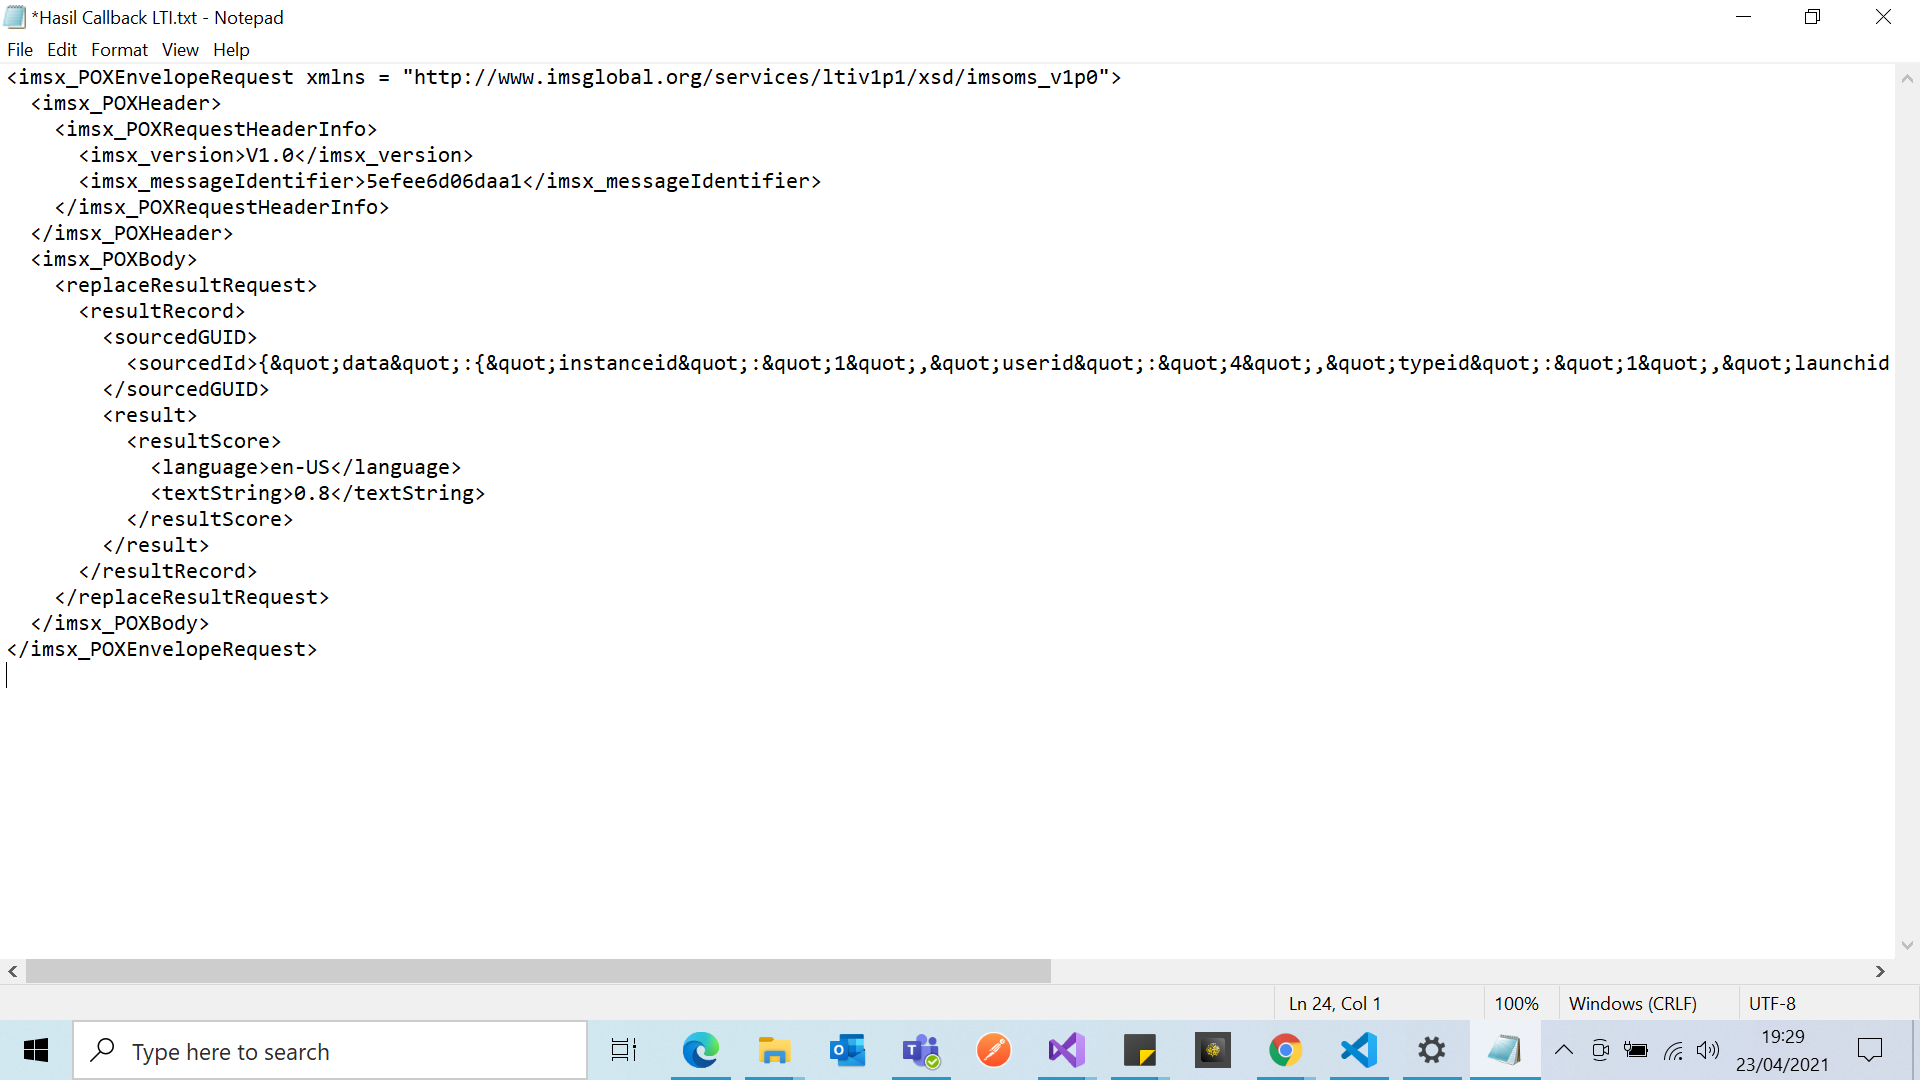 *Hasil Callback LTI.txt - Notepad
File Edit Format View Help
<imsx_POXEnvelopeRequest xmlns = "http://www.imsglobal.org/services/ltiv1p1/xsd/imsoms_v1p0">
  <imsx_POXHeader>
    <imsx_POXRequestHeaderInfo>
      <imsx_version>V1.0</imsx_version>
      <imsx_messageIdentifier>5efee6d06daa1</imsx_messageIdentifier>
    </imsx_POXRequestHeaderInfo>
  </imsx_POXHeader>
  <imsx_POXBody>
    <replaceResultRequest>
      <resultRecord>
        <sourcedGUID>
          <sourcedId>{&quot;data&quot;:{&quot;instanceid&quot;:&quot;1&quot;,&quot;userid&quot;:&quot;4&quot;,&quot;typeid&quot;:&quot;1&quot;,&quot;launchid
        </sourcedGUID>
        <result>
          <resultScore>
            <language>en-US</language>
            <textString>0.8</textString>
          </resultScore>
        </result>
      </resultRecord>
    </replaceResultRequest>
  </imsx_POXBody>
</imsx_POXEnvelopeRequest>
Ln 24, Col 1 100% Windows (CRLF) UTF-8
Type here to search
19:29
23/04/2021